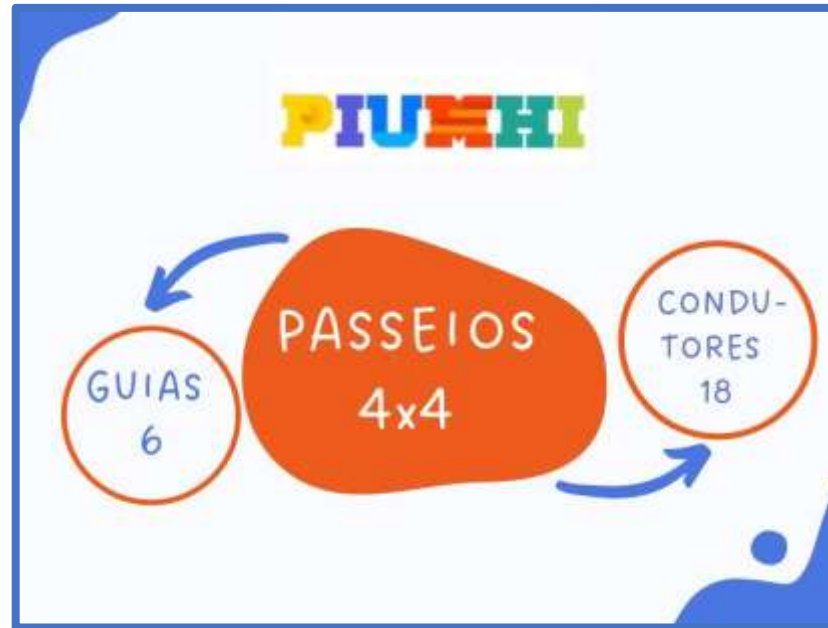 PIUMHI
PASSEIOS
4x4
GUIAS
6
CONDU-
TORES
18